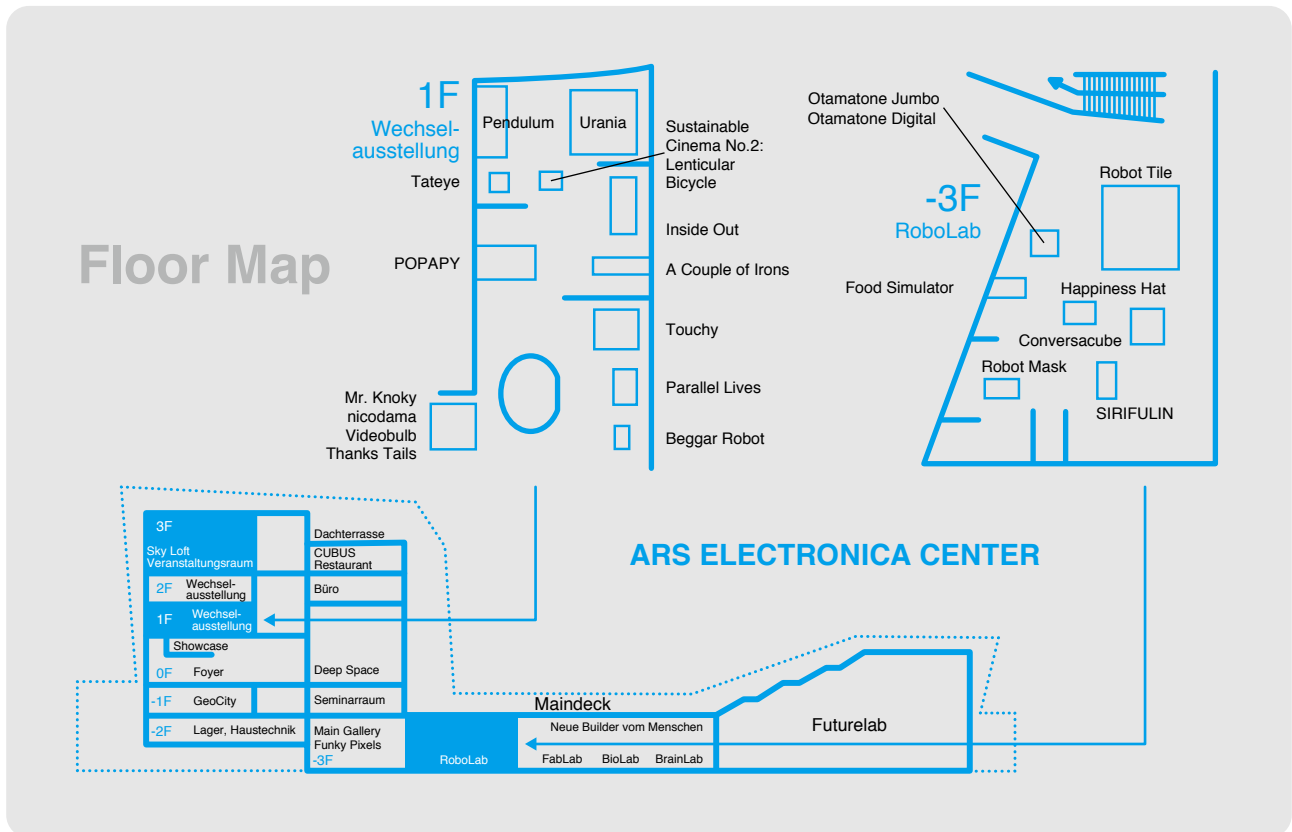 Floor Map
1F
Wechsel-
ausstellung
Pendulum
Urania
Tateye
Sustainable
Cinema No.2:
Lenticular
Bicycle
Inside Out
POPAPY
A Couple of Irons
Touchy
Parallel Lives
Mr. Knoky
nicodama
Videobulb
Thanks Tails
Beggar Robot
Otamatone Jumbo
Otamatone Digital
-3F
RoboLab
Robot Tile
Food Simulator
Happiness Hat
Conversacube
Robot Mask
SIRIFULIN
ARS ELECTRONICA CENTER
3F
Sky Loft
Veranstaltungsraum
Dachterrasse
CUBUS
Restaurant
2F Wechsel-
ausstellung
Büro
1F Wechsel-
ausstellung
Showcase
0F Foyer
Deep Space
-1F GeoCity
Seminarraum
-2F Lager, Haustechnik
Main Gallery
Funky Pixels
-3F
RoboLab
Maindeck
Neue Builder vom Menschen
FabLab BioLab BrainLab
Futurelab